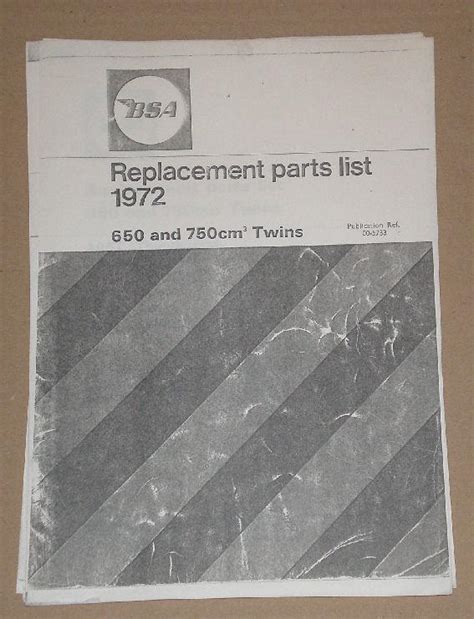 BSA
Replacement parts list
1972
650 and 750cm³ Twins
Publication Ref.